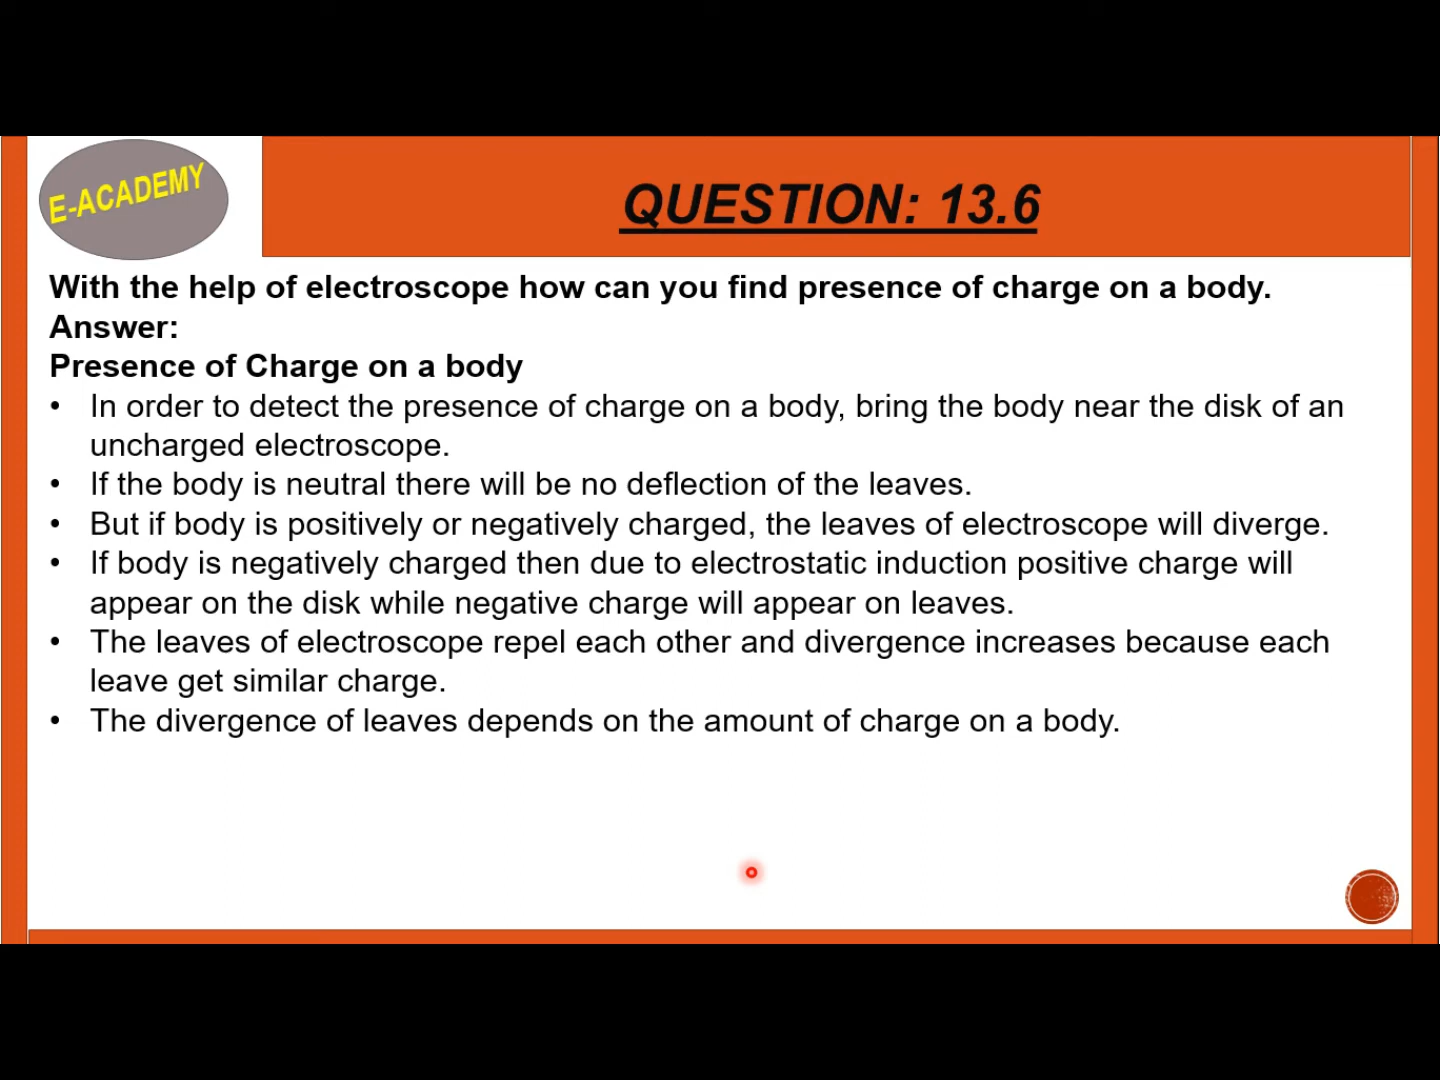 E-ACADEMY
QUESTION: 13.6
With the help of electroscope how can you find presence of charge on a body.
Answer:
Presence of Charge on a body
• In order to detect the presence of charge on a body, bring the body near the disk of an
uncharged electroscope.
• If the body is neutral there will be no deflection of the leaves.
• But if body is positively or negatively charged, the leaves of electroscope will diverge.
• If body is negatively charged then due to electrostatic induction positive charge will
appear on the disk while negative charge will appear on leaves.
• The leaves of electroscope repel each other and divergence increases because each
leave get similar charge.
• The divergence of leaves depends on the amount of charge on a body.